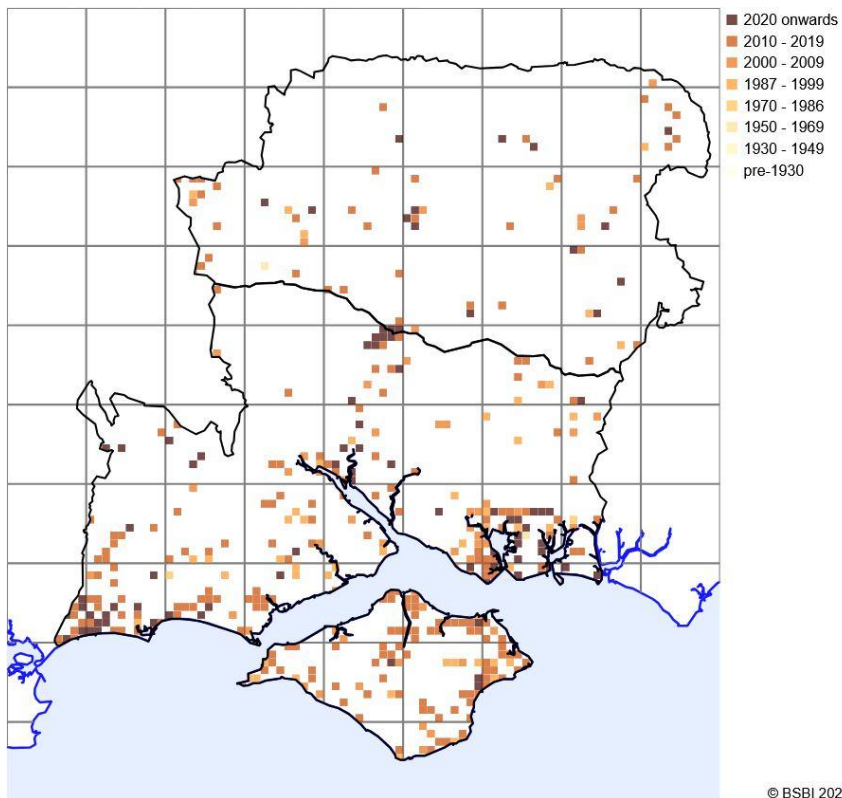 2020 onwards
2010 - 2019
2000 - 2009
1987 - 1999
1970 - 1986
1950 - 1969
1930 - 1949
pre-1930
© BSBI 202